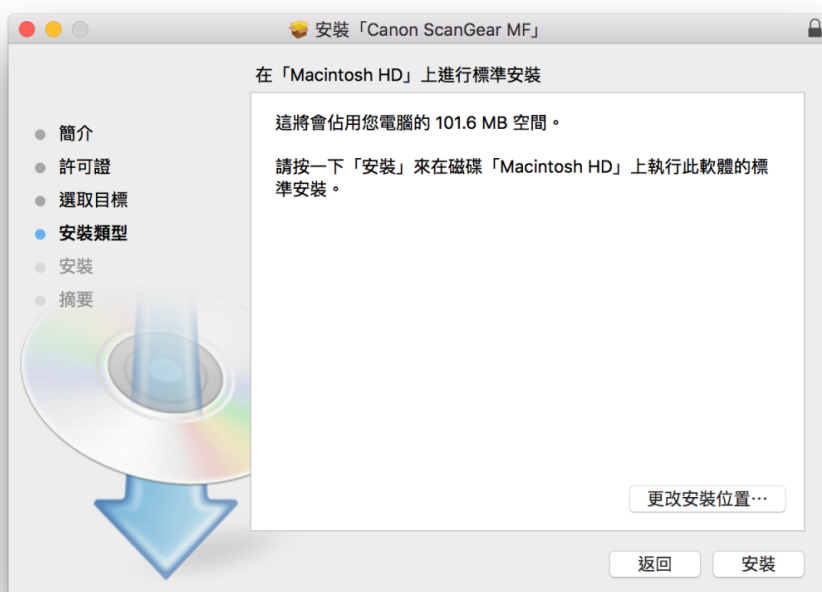 安裝「Canon ScanGear MF」
在「Macintosh HD」上進行標準安裝
簡介
許可證
選取目標
安裝類型
安裝
摘要
這將會佔用您電腦的 101.6 MB 空間。
請按一下「安裝」來在磁碟「Macintosh HD」上執行此軟體的標
準安裝。
更改安裝位置⋯
返回
安裝